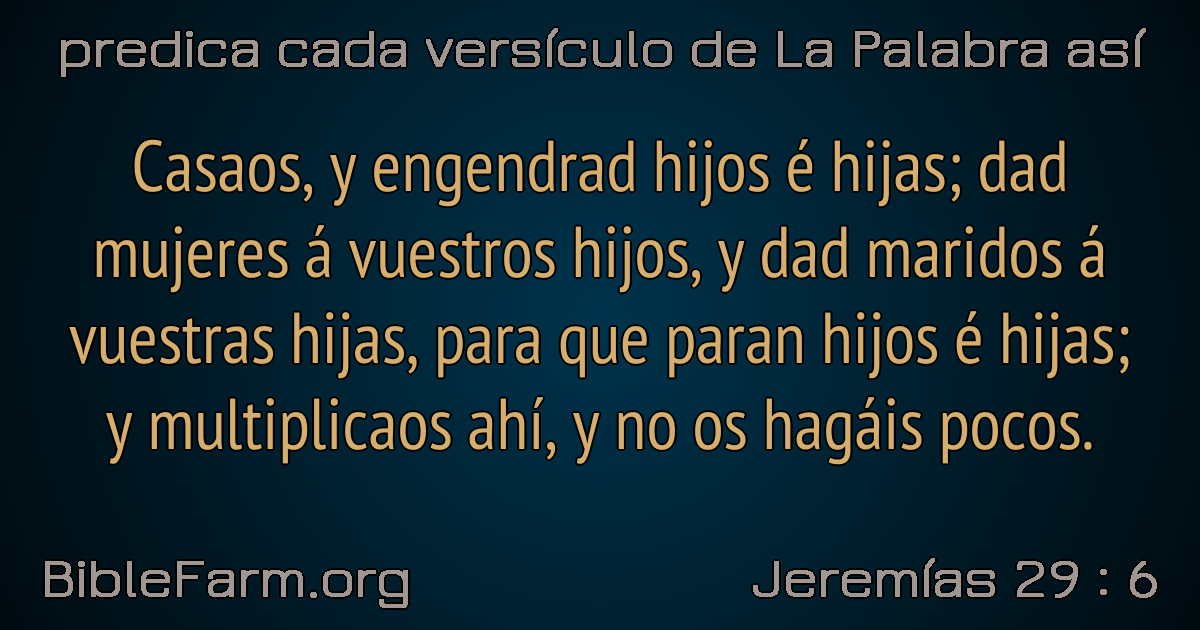 predica cada versículo de La Palabra así
Casaos, y engendrad hijos é hijas; dad
mujeres á vuestros hijos, y dad maridos á
vuestras hijas, para que paran hijos é hijas;
y multiplicaos ahí, y no os hagáis pocos.
BibleFarm.org
Jeremías 29 : 6